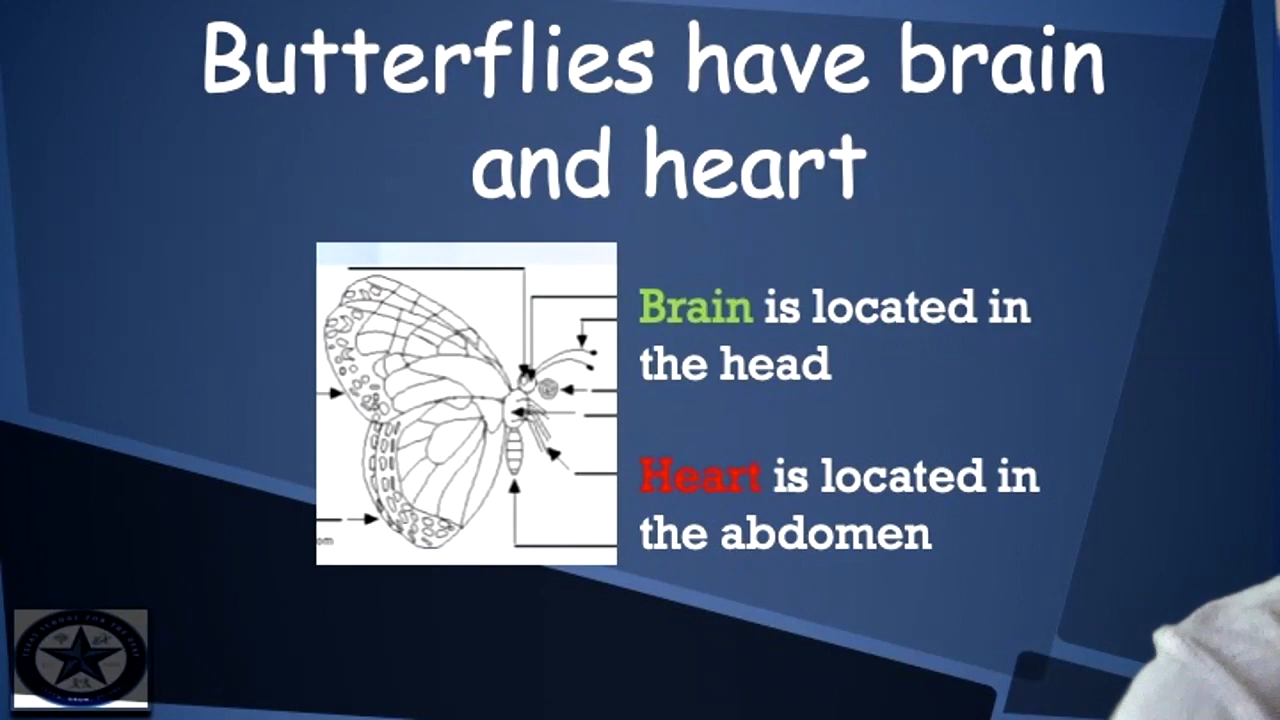 Butterflies have brain
and heart
Brain is located in
the head
Heart is located in
the abdomen